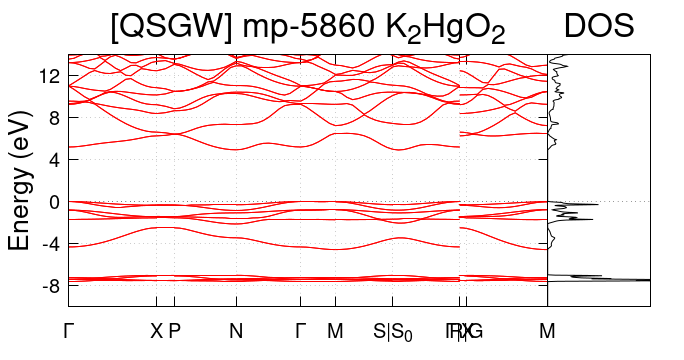 [QSGW] mp-5860 K₂HgO₂ DOS
Energy (eV)
12
8
4
0
-4
-8
Γ X P N Γ M S|S₀ Γ|R|X|G M